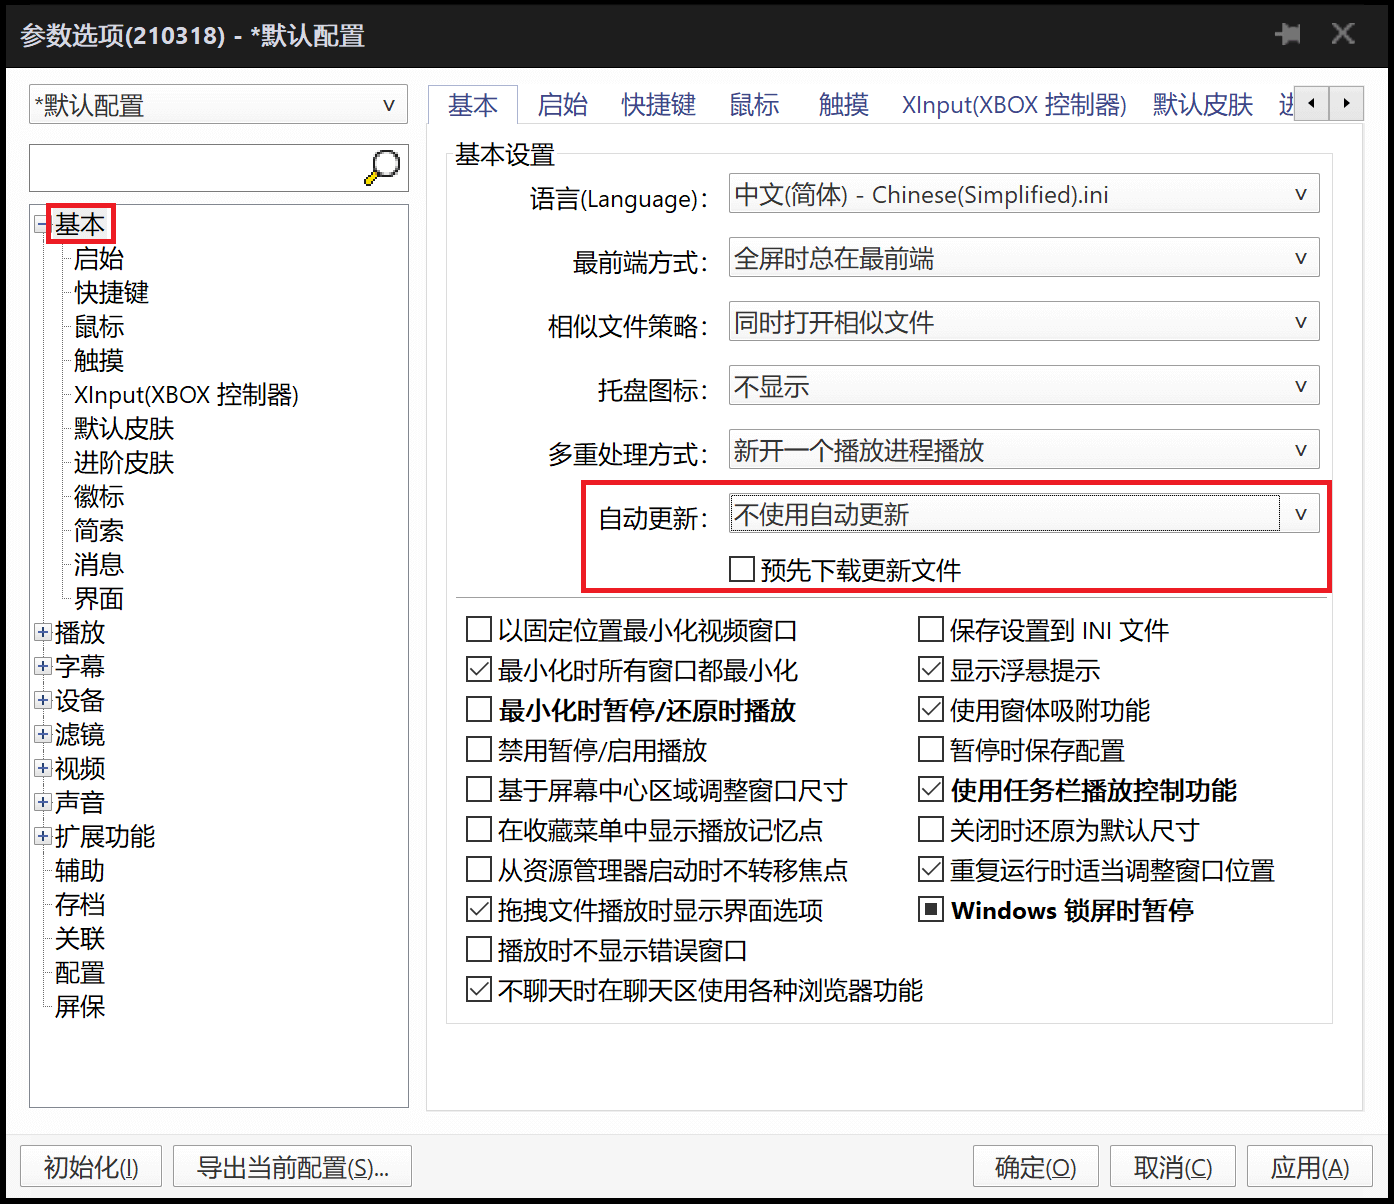 参数选项(210318) - *默认配置
*默认配置
基本
启始
快捷键
鼠标
触摸
XInput(XBOX 控制器)
默认皮肤
进阶皮肤
徽标
简索
消息
界面
播放
字幕
设备
滤镜
视频
声音
扩展功能
辅助
存档
关联
配置
屏保
基本 启始 快捷键 鼠标 触摸 XInput(XBOX 控制器) 默认皮肤
基本设置
语言(Language): 中文(简体) - Chinese(Simplified).ini
最前端方式: 全屏时总在最前端
相似文件策略: 同时打开相似文件
托盘图标: 不显示
多重处理方式: 新开一个播放进程播放
自动更新: 不使用自动更新
预先下载更新文件
以固定位置最小化视频窗口
最小化时所有窗口都最小化
最小化时暂停/还原时播放
禁用暂停/启用播放
基于屏幕中心区域调整窗口尺寸
在收藏菜单中显示播放记忆点
从资源管理器启动时不转移焦点
拖拽文件播放时显示界面选项
播放时不显示错误窗口
不聊天时在聊天区使用各种浏览器功能
保存设置到 INI 文件
显示浮悬提示
使用窗体吸附功能
暂停时保存配置
使用任务栏播放控制功能
关闭时还原为默认尺寸
重复运行时适当调整窗口位置
Windows 锁屏时暂停
初始化(I) 导出当前配置(S)... 确定(O) 取消(C) 应用(A)